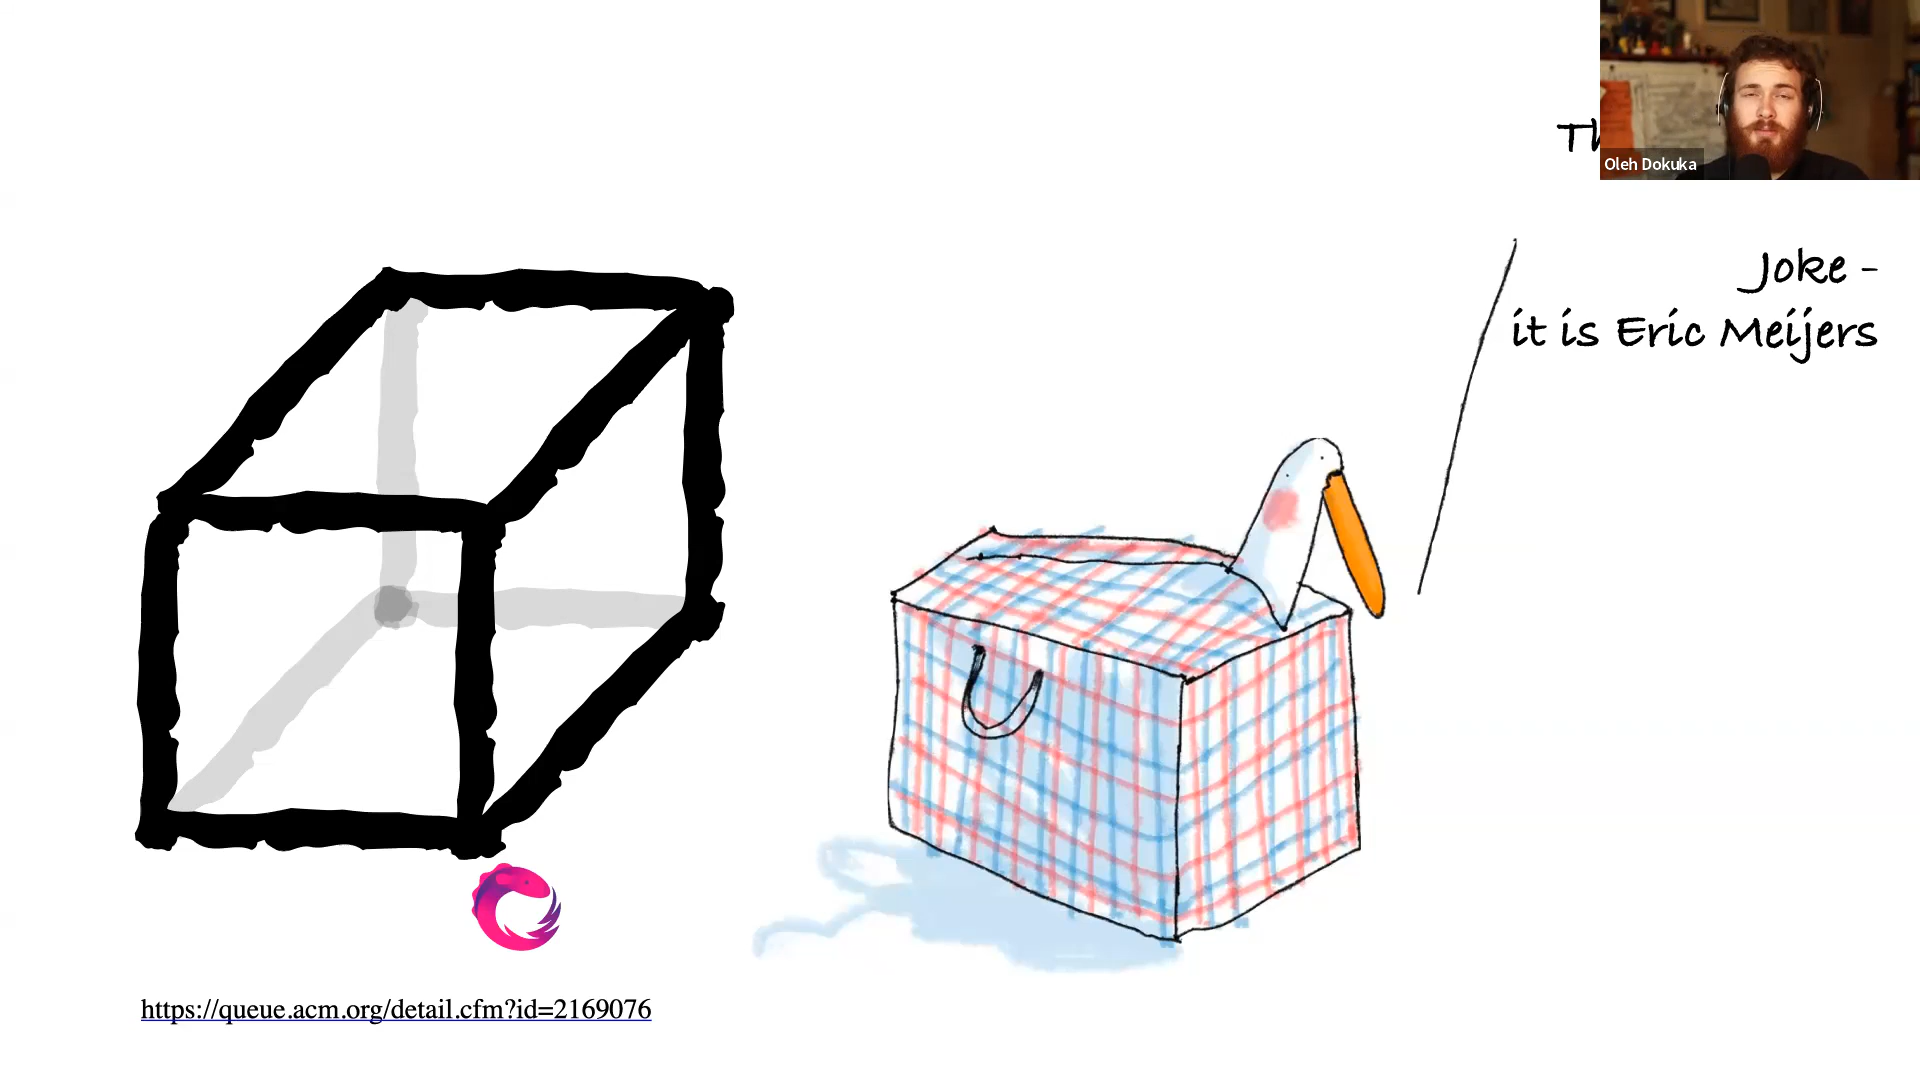 Oleh Dokuka
Joke -
it is Eric Meijers
https://queue.acm.org/detail.cfm?id=2169076